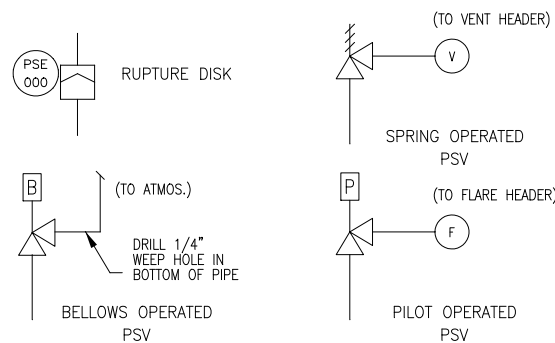 PSE
000
RUPTURE DISK
(TO VENT HEADER)
V
SPRING OPERATED
PSV
B
(TO ATMOS.)
DRILL 1/4"
WEEP HOLE IN
BOTTOM OF PIPE
BELLOWS OPERATED
PSV
P
(TO FLARE HEADER)
F
PILOT OPERATED
PSV